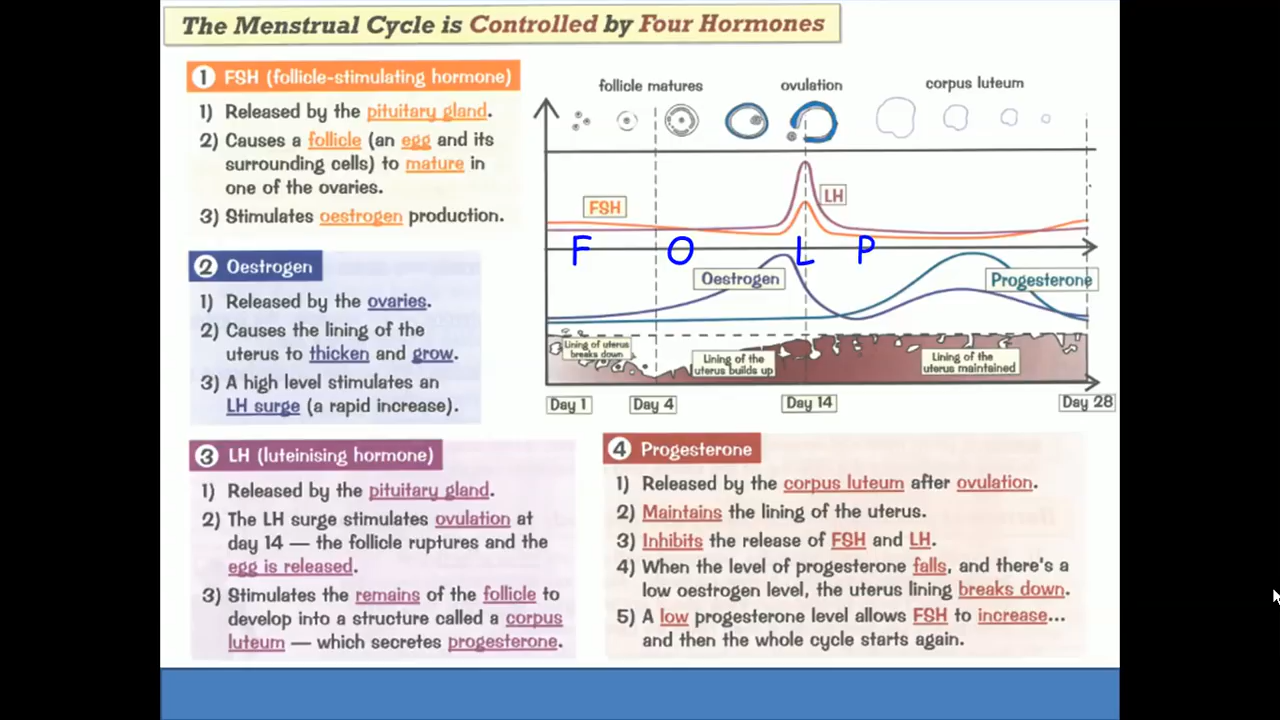 The Menstrual Cycle is Controlled by Four Hormones
1 FSH (follicle-stimulating hormone)
1) Released by the pituitary gland.
2) Causes a follicle (an egg and its
surrounding cells) to mature in
one of the ovaries.
3) Stimulates oestrogen production.
2 Oestrogen
1) Released by the ovaries.
2) Causes the lining of the
uterus to thicken and grow.
3) A high level stimulates an
LH surge (a rapid increase).
follicle matures
ovulation
corpus luteum
FSH
LH
F O L P
Oestrogen
Progesterone
Lining of uterus
breaks down
Lining of the
uterus builds up
Lining of the
uterus maintained
Day 1
Day 4
Day 14
Day 28
3 LH (luteinising hormone)
1) Released by the pituitary gland.
2) The LH surge stimulates ovulation at
day 14 — the follicle ruptures and the
egg is released.
3) Stimulates the remains of the follicle to
develop into a structure called a corpus
luteum — which secretes progesterone.
4 Progesterone
1) Released by the corpus luteum after ovulation.
2) Maintains the lining of the uterus.
3) Inhibits the release of FSH and LH.
4) When the level of progesterone falls, and there's a
low oestrogen level, the uterus lining breaks down.
5) A low progesterone level allows FSH to increase...
and then the whole cycle starts again.